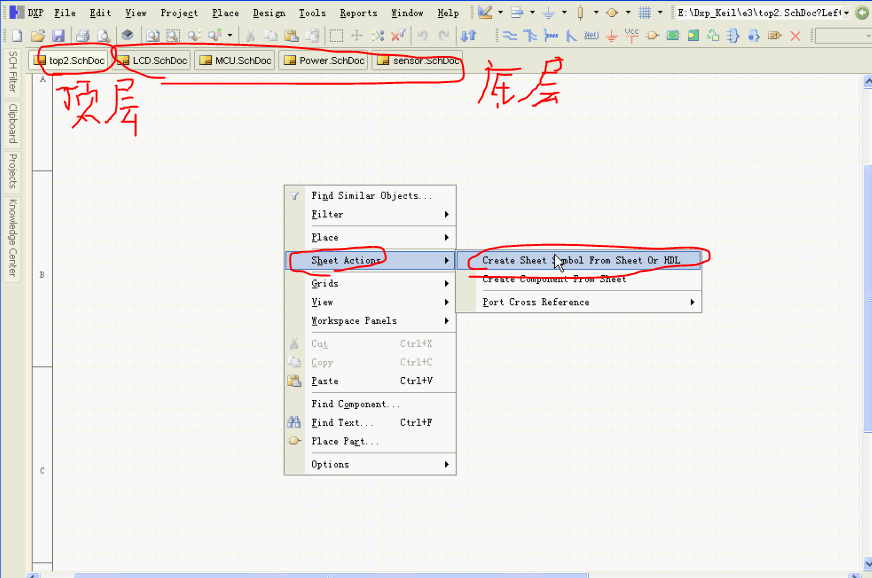 DXP File Edit View Project Place Design Tools Reports Window Help E:\Dxp_Keil\e3\top2.SchDoc?Left
top2.SchDoc LCD.SchDoc MCU.SchDoc Power.SchDoc sensor.SchDoc
顶层
底层
SCH Filter
Clipboard
Projects
Knowledge Center
A
B
C
Find Similar Objects...
Filter
Place
Sheet Actions
Grids
View
Workspace Panels
Cut Ctrl+X
Copy Ctrl+C
Paste Ctrl+V
Find Component...
Find Text... Ctrl+F
Place Part...
Options
Create Sheet Symbol From Sheet Or HDL
Create Component From Sheet
Port Cross Reference
Net
VCC